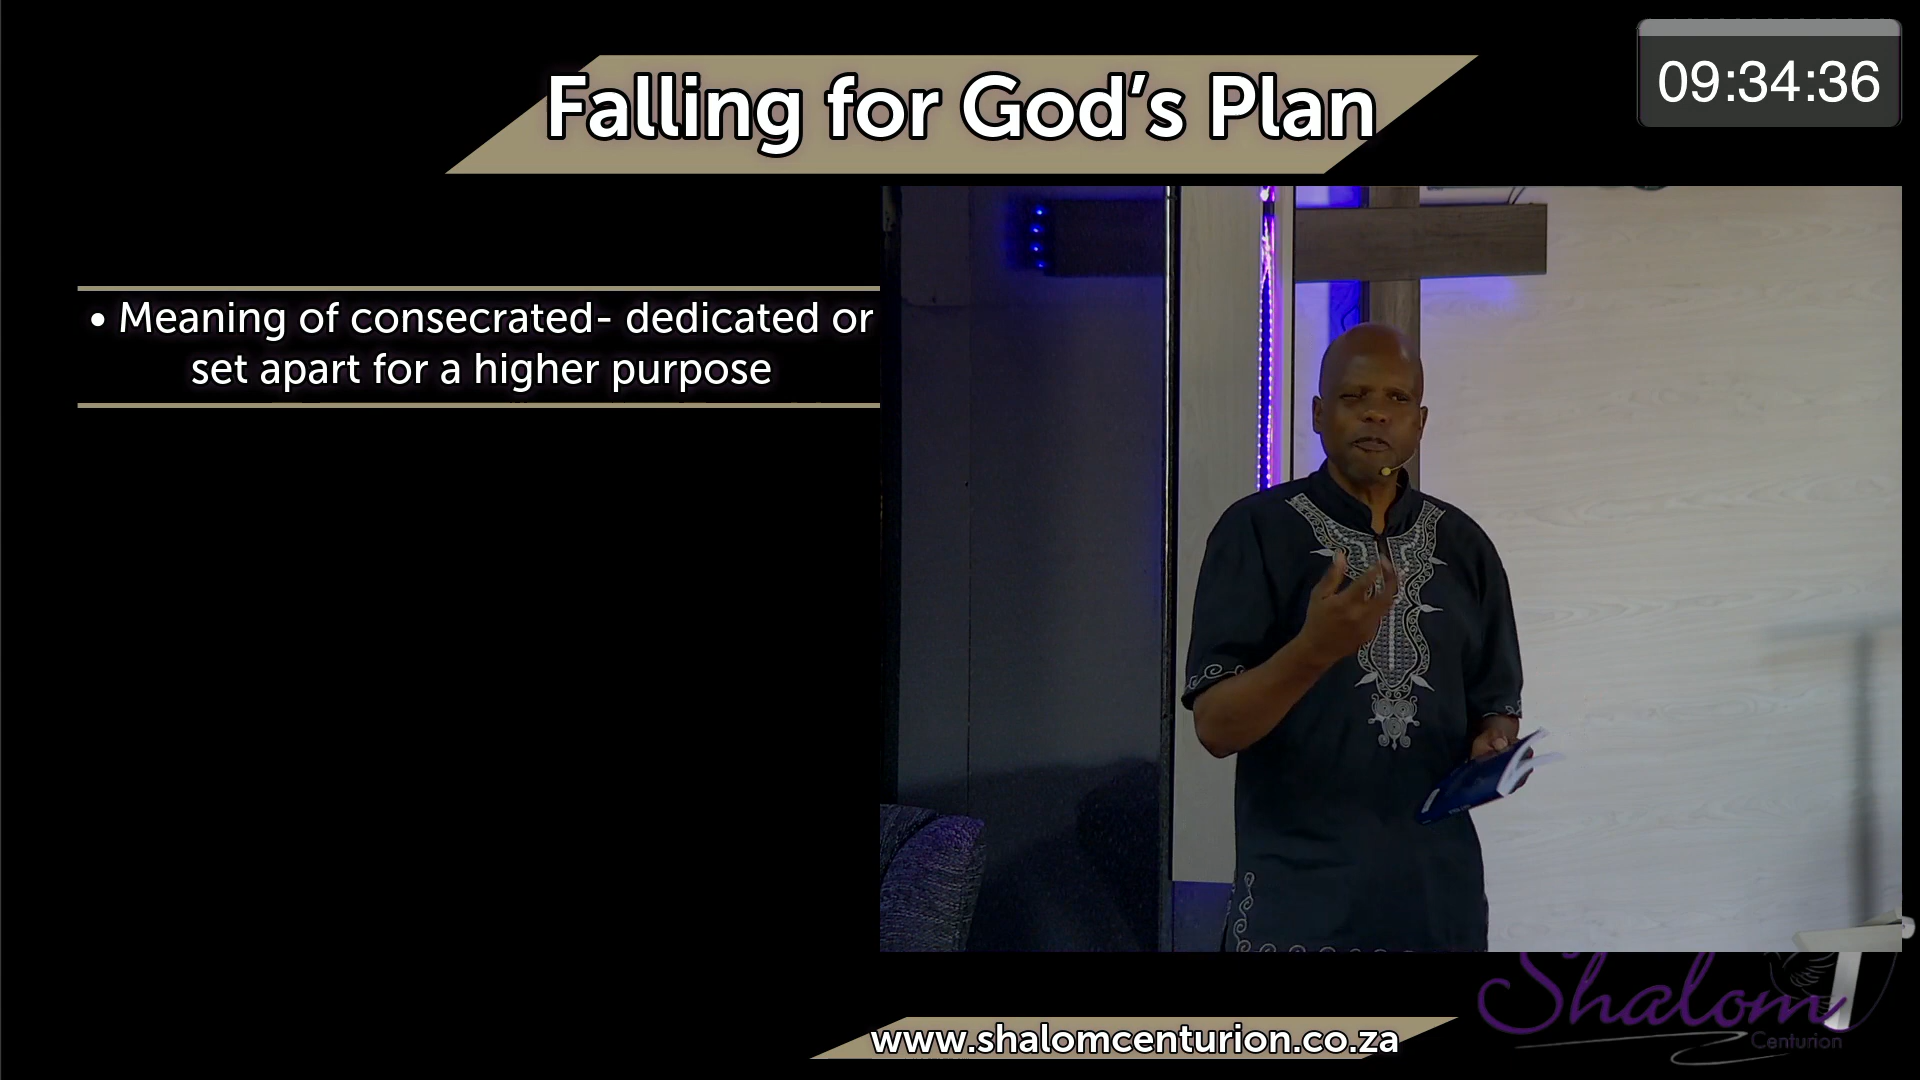 Falling for God's Plan
09:34:36
• Meaning of consecrated- dedicated or
set apart for a higher purpose
Shalom
Centurion
www.shalomcenturion.co.za